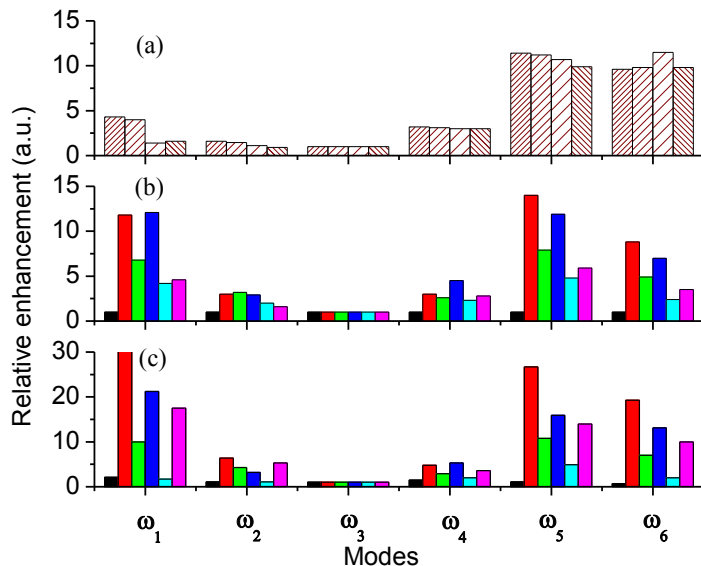 Relative enhancement (a.u.)
(a)
15
10
5
0
(b)
15
10
5
0
(c)
30
20
10
0
ω1 ω2 ω3 ω4 ω5 ω6
Modes